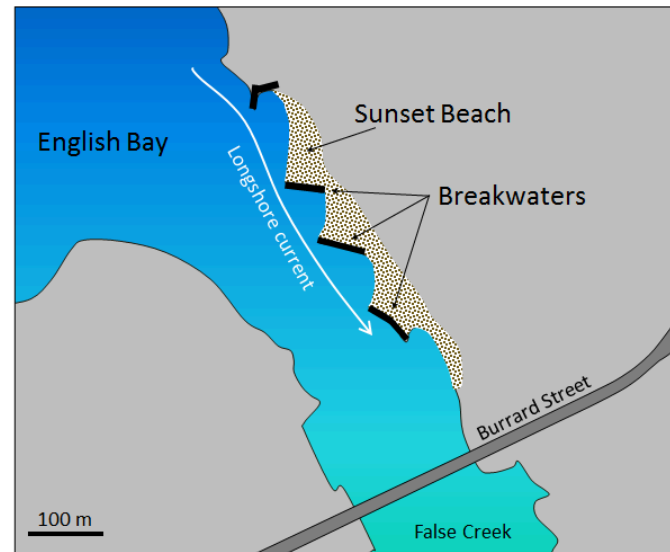 Sunset Beach
English Bay
Breakwaters
Longshore current
Burrard Street
100 m
False Creek